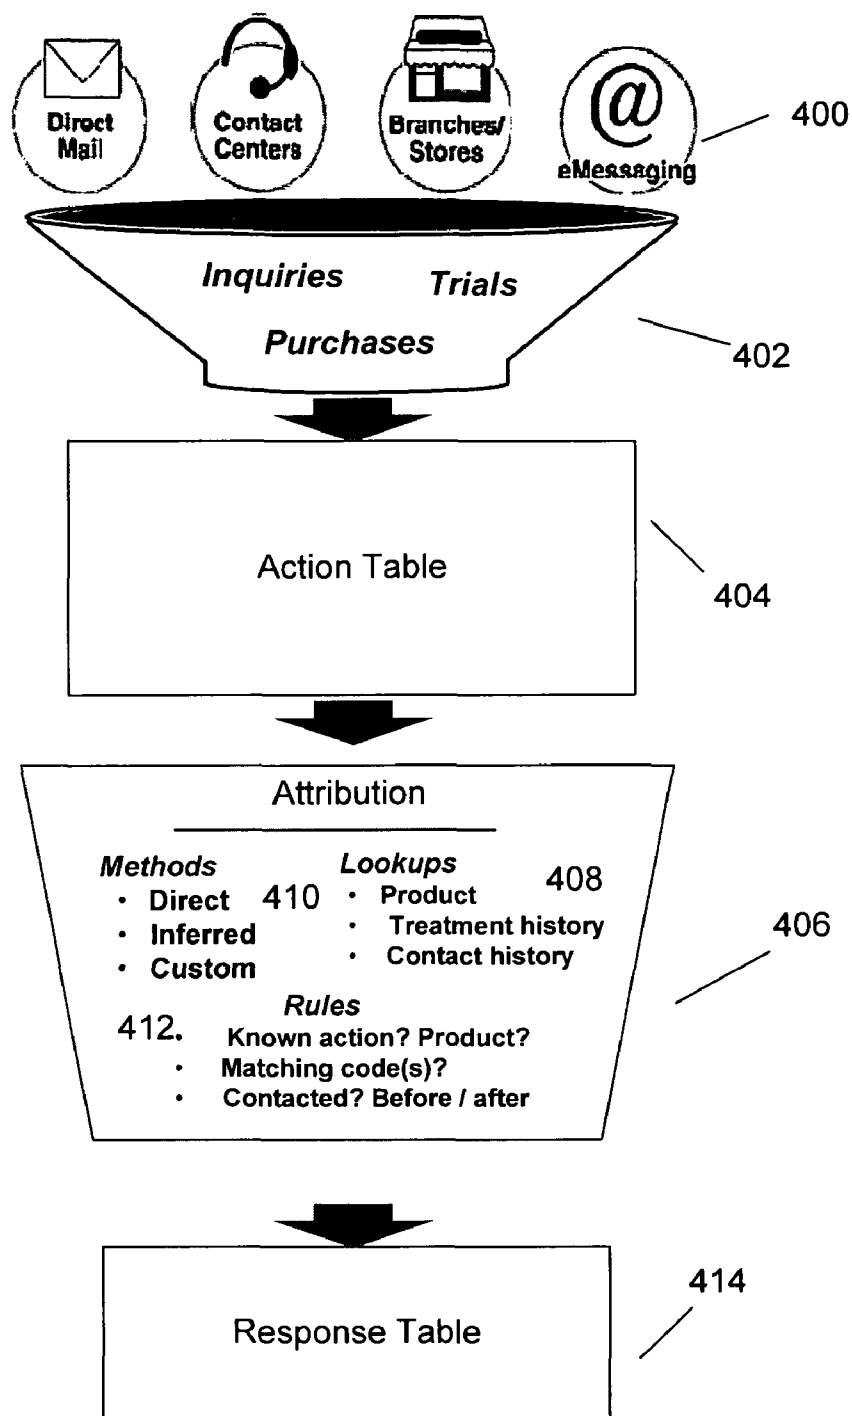 Direct
Mail
Contact
Centers
Branches/
Stores
@
eMessaging
400
Inquiries
Trials
Purchases
402
Action Table
404
Attribution
Methods
• Direct
• Inferred
• Custom
410
Lookups
• Product
• Treatment history
• Contact history
408
406
Rules
412
• Known action? Product?
• Matching code(s)?
• Contacted? Before / after
Response Table
414